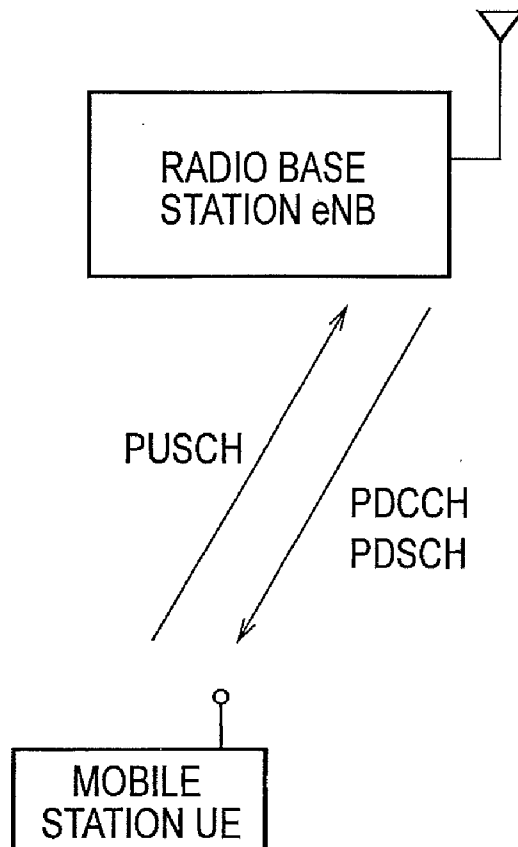 RADIO BASE
STATION eNB
PUSCH
PDCCH
PDSCH
MOBILE
STATION UE